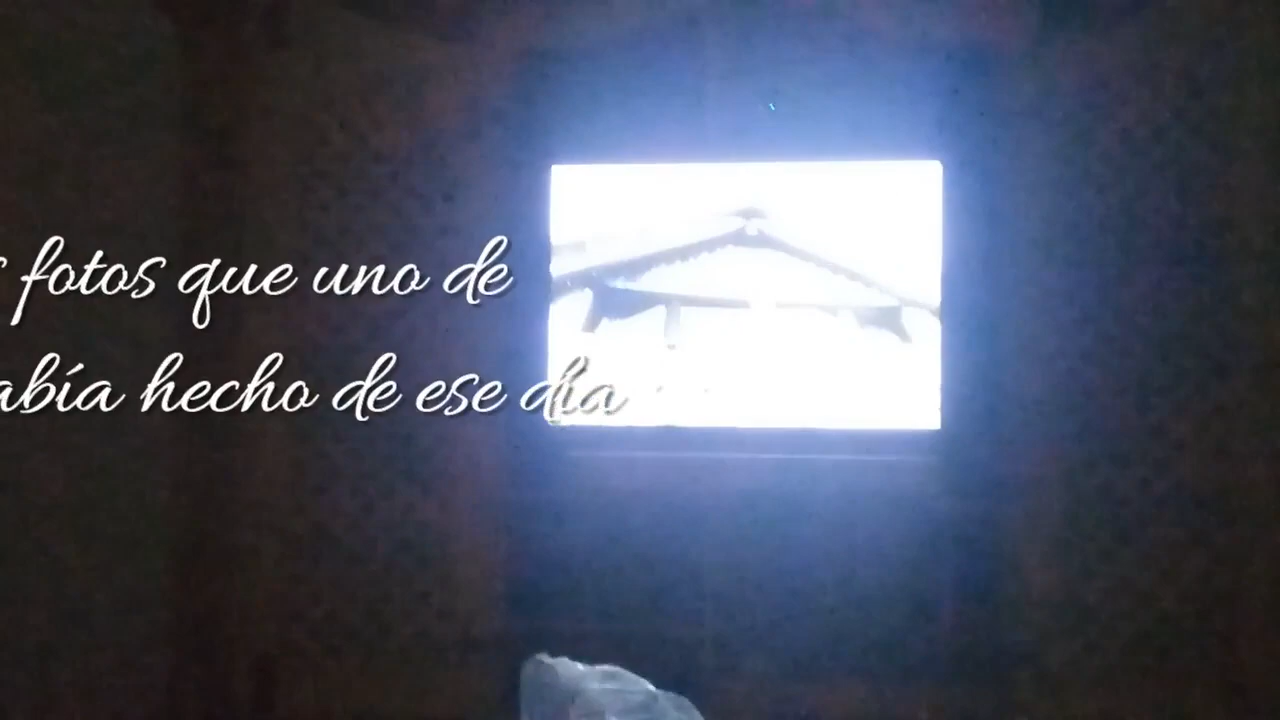 fotos que uno de
hecho de ese día